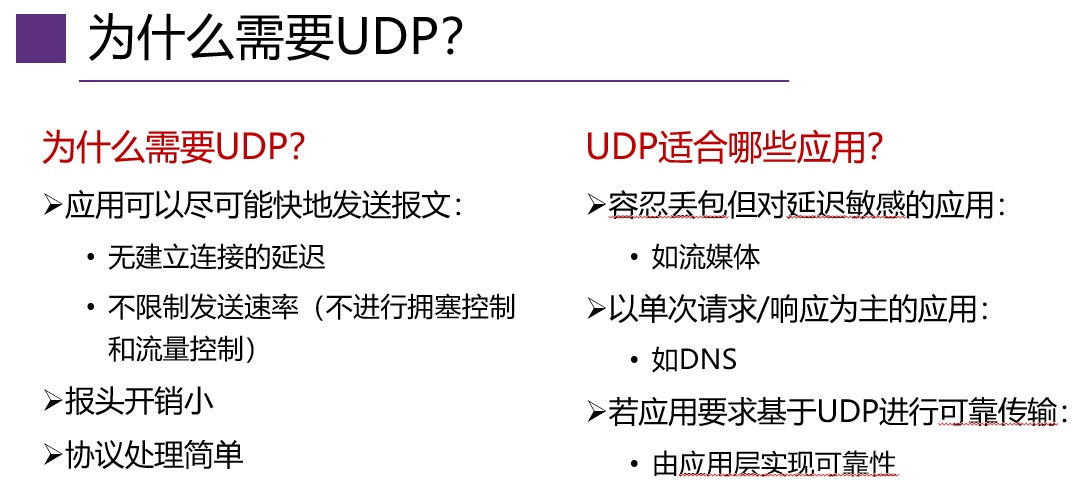 为什么需要UDP？
为什么需要UDP？
➢应用可以尽可能快地发送报文：
• 无建立连接的延迟
• 不限制发送速率（不进行拥塞控制
和流量控制）
➢报头开销小
➢协议处理简单
UDP适合哪些应用？
➢容忍丢包但对延迟敏感的应用：
• 如流媒体
➢以单次请求/响应为主的应用：
• 如DNS
➢若应用要求基于UDP进行可靠传输：
• 由应用层实现可靠性